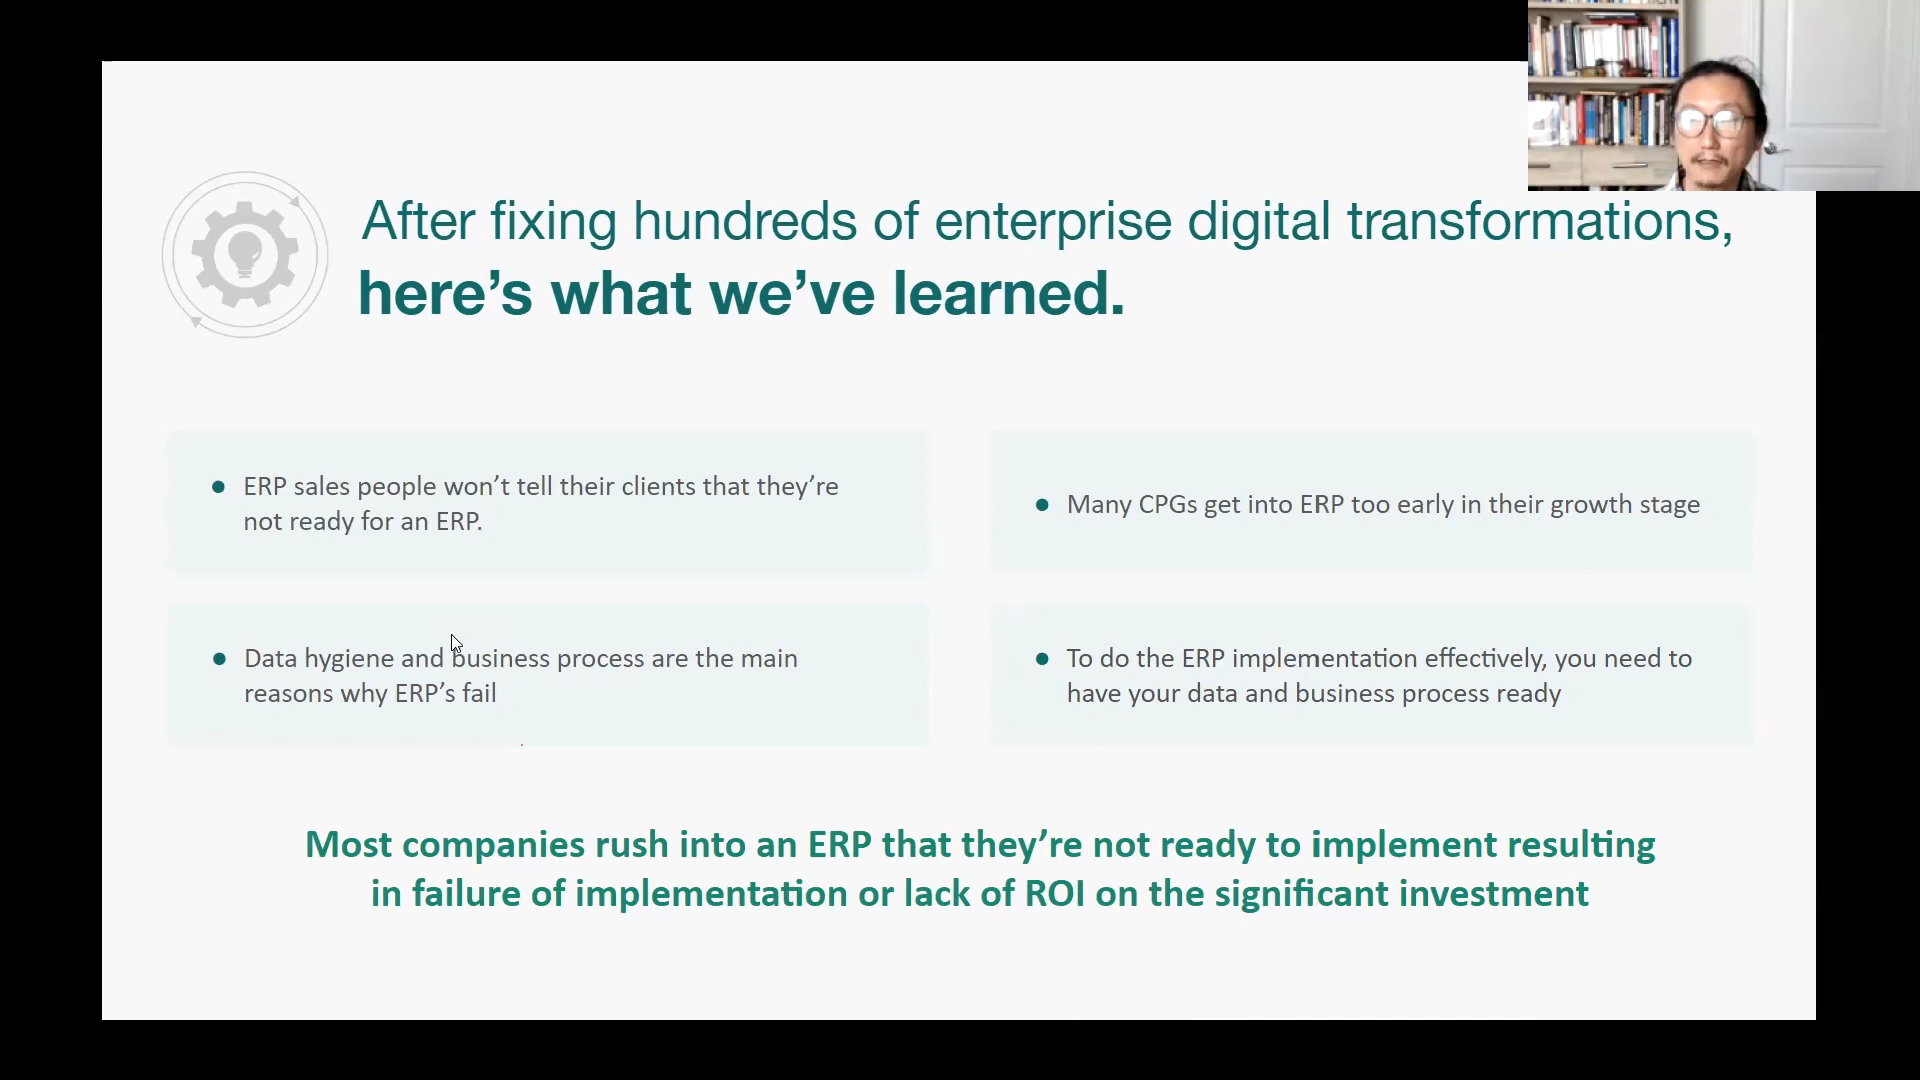 After fixing hundreds of enterprise digital transformations,
here’s what we’ve learned.
ERP sales people won’t tell their clients that they’re
not ready for an ERP.
Many CPGs get into ERP too early in their growth stage
Data hygiene and business process are the main
reasons why ERP’s fail
To do the ERP implementation effectively, you need to
have your data and business process ready
Most companies rush into an ERP that they’re not ready to implement resulting
in failure of implementation or lack of ROI on the significant investment